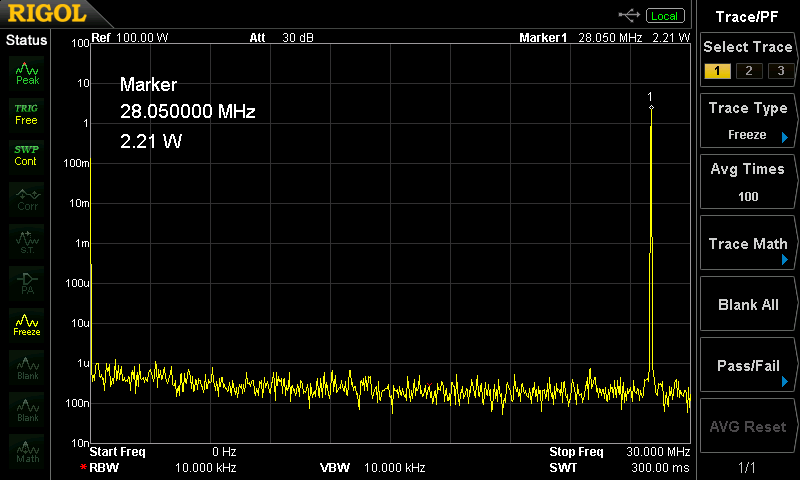 RIGOL
Local
Trace/PF
Status
Ref 100.00 W Att 30 dB Marker1 28.050 MHz 2.21 W
Select Trace
1 2 3
Peak
TRIG
Free
SWP
Cont
Corr
S.T.
PA
Freeze
Blank
Blank
Math
100
10
1
100m
10m
1m
100u
10u
1u
100n
10n
Marker
28.050000 MHz
2.21 W
1
Trace Type
Freeze
Avg Times
100
Trace Math
Blank All
Pass/Fail
AVG Reset
1/1
Start Freq 0 Hz Stop Freq 30.000 MHz
RBW 10.000 kHz VBW 10.000 kHz SWT 300.00 ms